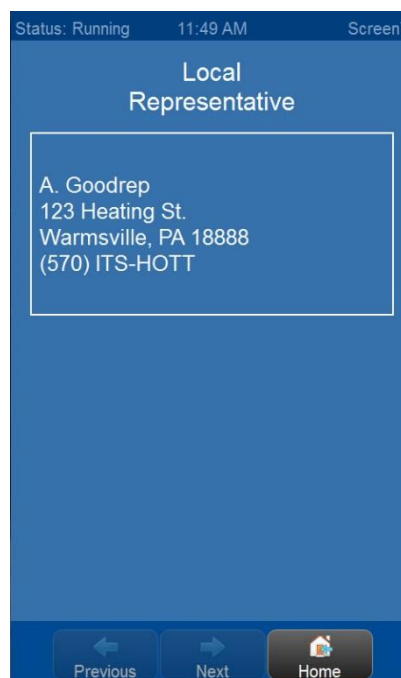 Status: Running 11:49 AM Screen
Local
Representative
A. Goodrep
123 Heating St.
Warmsville, PA 18888
(570) ITS-HOTT
Previous Next Home